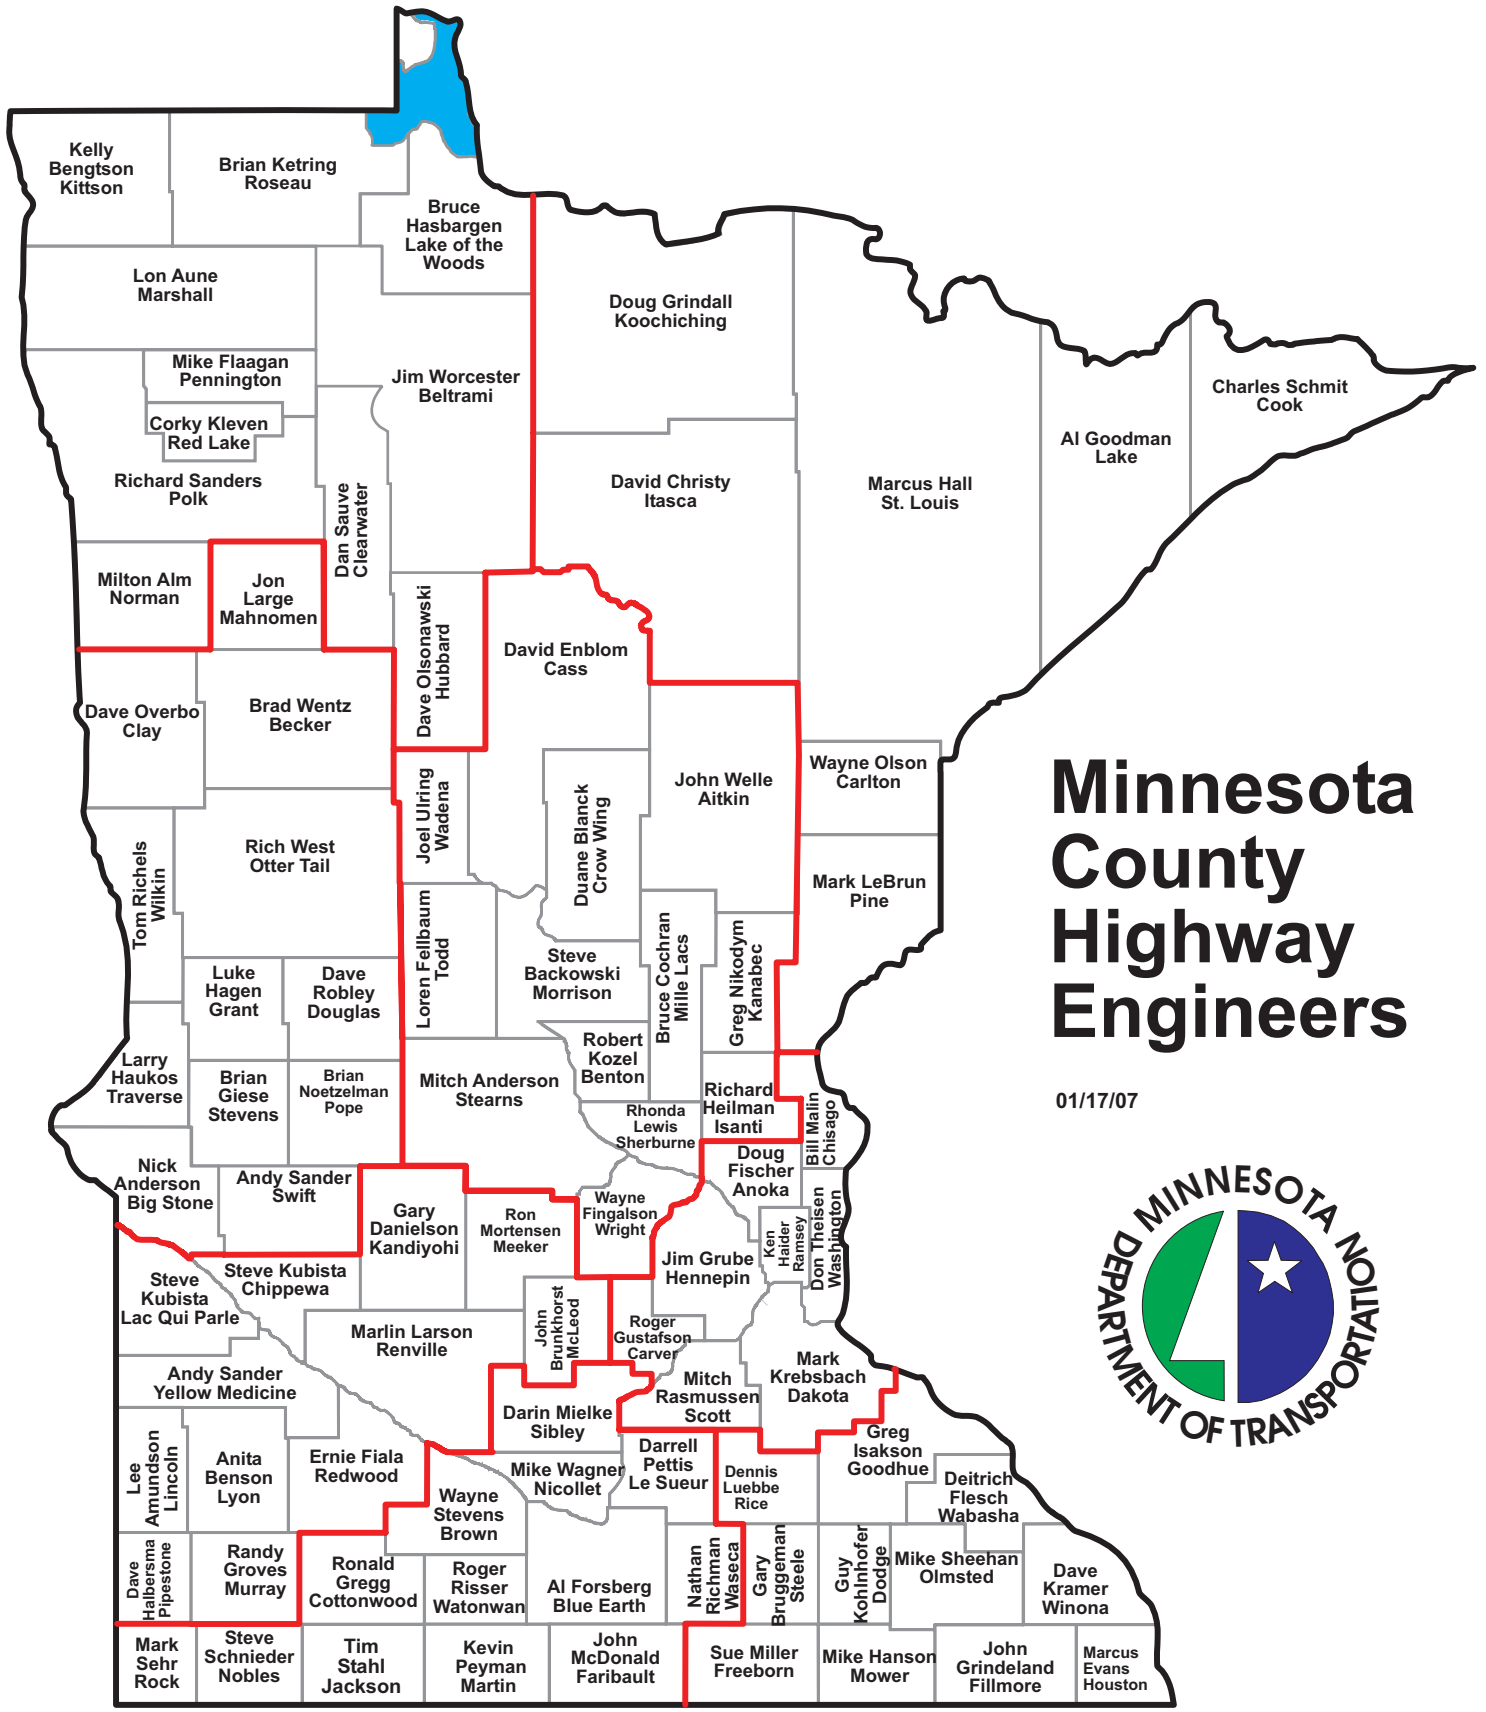 Kelly
Bengtson
Kittson
Brian Ketring
Roseau
Bruce
Hasbargen
Lake of the
Woods
Lon Aune
Marshall
Doug Grindall
Koochiching
Mike Flaagan
Pennington
Jim Worcester
Beltrami
Charles Schmit
Cook
Corky Kleven
Red Lake
Al Goodman
Lake
Richard Sanders
Polk
Dan Sauve
Clearwater
David Christy
Itasca
Marcus Hall
St. Louis
Milton Alm
Norman
Jon
Large
Mahnomen
Dave Olsonawski
Hubbard
David Enblom
Cass
Dave Overbo
Clay
Brad Wentz
Becker
Joel Ulring
Wadena
Duane Blanck
Crow Wing
John Welle
Aitkin
Wayne Olson
Carlton
Minnesota
County
Highway
Engineers
01/17/07
Tom Richels
Wilkin
Rich West
Otter Tail
Mark LeBrun
Pine
Loren Fellbaum
Todd
Steve
Backowski
Morrison
Bruce Cochran
Mille Lacs
Greg Nikodym
Kanabec
Luke
Hagen
Grant
Dave
Robley
Douglas
Larry
Haukos
Traverse
Brian
Giese
Stevens
Brian
Noetzelman
Pope
Mitch Anderson
Stearns
Robert
Kozel
Benton
Rhonda
Lewis
Sherburne
Richard
Heilman
Isanti
Bill Malin
Chisago
Nick
Anderson
Big Stone
Andy Sander
Swift
Gary
Danielson
Kandiyohi
Ron
Mortensen
Meeker
Wayne
Fingalson
Wright
Doug
Fischer
Anoka
Ken
Haider
Ramsey
Don Theisen
Washington
Jim Grube
Hennepin
Steve
Kubista
Lac Qui Parle
Steve Kubista
Chippewa
Marlin Larson
Renville
John
Brunkhorst
McLeod
Roger
Gustafson
Carver
Mitch
Rasmussen
Scott
Mark
Krebsbach
Dakota
MINNESOTA
DEPARTMENT OF TRANSPORTATION
Andy Sander
Yellow Medicine
Darin Mielke
Sibley
Lee
Amundson
Lincoln
Anita
Benson
Lyon
Ernie Fiala
Redwood
Mike Wagner
Nicollet
Darrell
Pettis
Le Sueur
Dennis
Luebbe
Rice
Greg
Isakson
Goodhue
Deitrich
Flesch
Wabasha
Wayne
Stevens
Brown
Dave
Halbersma
Pipestone
Randy
Groves
Murray
Ronald
Gregg
Cottonwood
Roger
Risser
Watonwan
Al Forsberg
Blue Earth
Nathan
Richman
Waseca
Gary
Bruggeman
Steele
Guy
Kohlnhofer
Dodge
Mike Sheehan
Olmsted
Dave
Kramer
Winona
Mark
Sehr
Rock
Steve
Schnieder
Nobles
Tim
Stahl
Jackson
Kevin
Peyman
Martin
John
McDonald
Faribault
Sue Miller
Freeborn
Mike Hanson
Mower
John
Grindeland
Fillmore
Marcus
Evans
Houston